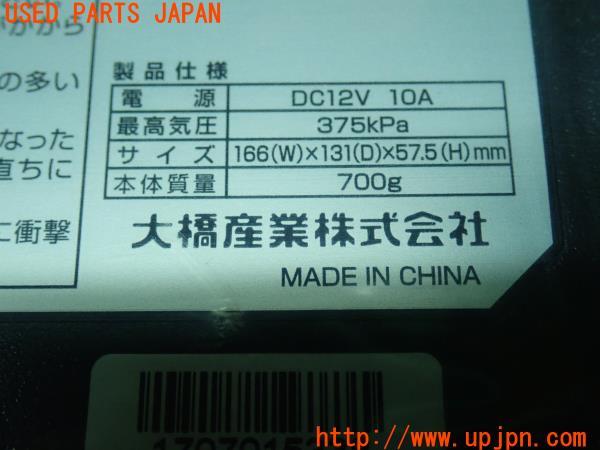 USED PARTS JAPAN
かから
の多い
なった
直ちに
に衝撃
製品仕様
電源 DC12V 10A
最高気圧 375kPa
サイズ 166(W)×131(D)×57.5(H)mm
本体質量 700g
大橋産業株式会社
MADE IN CHINA
http://www.upjpn.com/